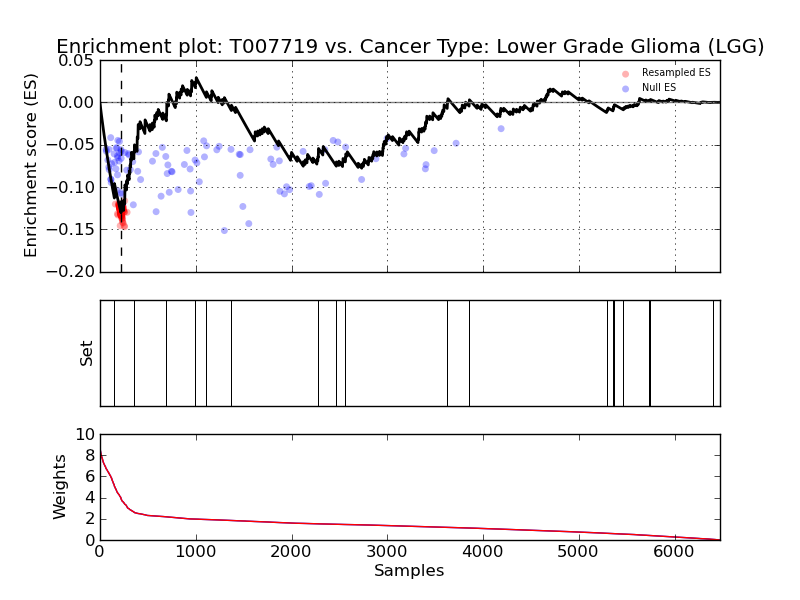 Enrichment plot: T007719 vs. Cancer Type: Lower Grade Glioma (LGG)
Enrichment score (ES)
0.05
0.00
−0.05
−0.10
−0.15
−0.20
Resampled ES
Null ES
Set
Weights
10
8
6
4
2
0
0 1000 2000 3000 4000 5000 6000
Samples